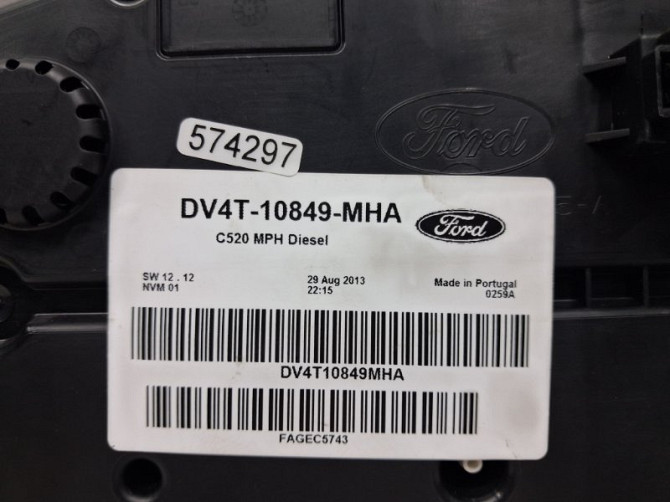 Ford
574297
DV4T-10849-MHA
Ford
C520 MPH Diesel
SW 12 . 12
NVM 01
29 Aug 2013
22:15
Made in Portugal
0259A
DV4T10849MHA
FAGEC5743